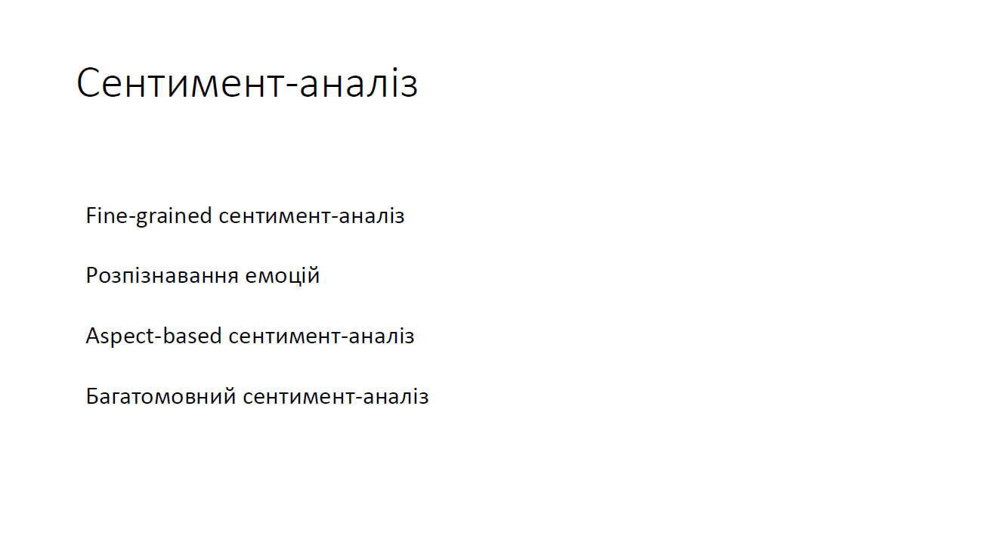 Сентимент-аналіз
Fine-grained сентимент-аналіз
Розпізнавання емоцій
Aspect-based сентимент-аналіз
Багатомовний сентимент-аналіз